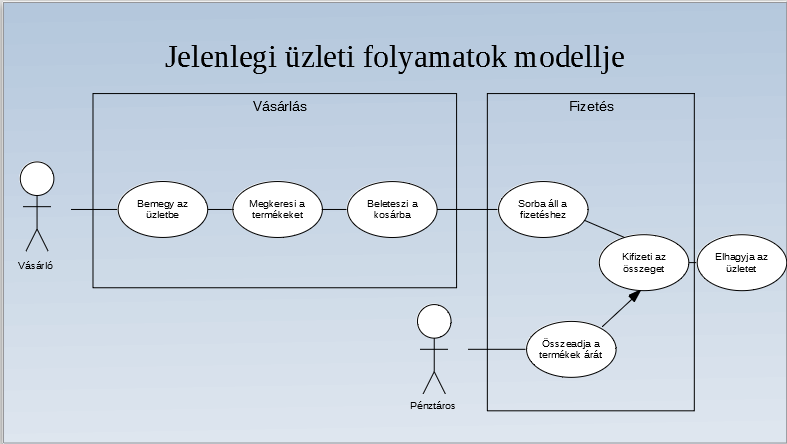 Jelenlegi üzleti folyamatok modellje
Vásárlás
Fizetés
Bemegy az
üzletbe
Megkeresi a
termékeket
Beleteszi a
kosárba
Sorba áll a
fizetéshez
Kifizeti az
összeget
Elhagyja az
üzletet
Vásárló
Összeadja a
termékek árát
Pénztáros